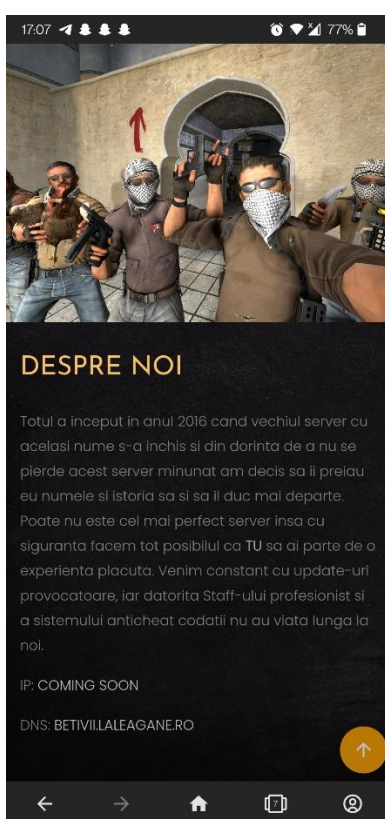 17:07
77%
DESPRE NOI
Totul a inceput in anul 2016 cand vechiul server cu
acelasi nume s-a inchis si din dorinta de a nu se
pierde acest server minunat am decis sa ii preiau
eu numele si istoria sa si sa il duc mai departe.
Poate nu este cel mai perfect server insa cu
siguranta facem tot posibilul ca TU sa ai parte de o
experienta placuta. Venim constant cu update-uri
provocatoare, iar datorita Staff-ului profesionist si
a sistemului anticheat codatii nu au viata lunga la
noi.
IP: COMING SOON
DNS: BETIVII.LALEAGANE.RO
7